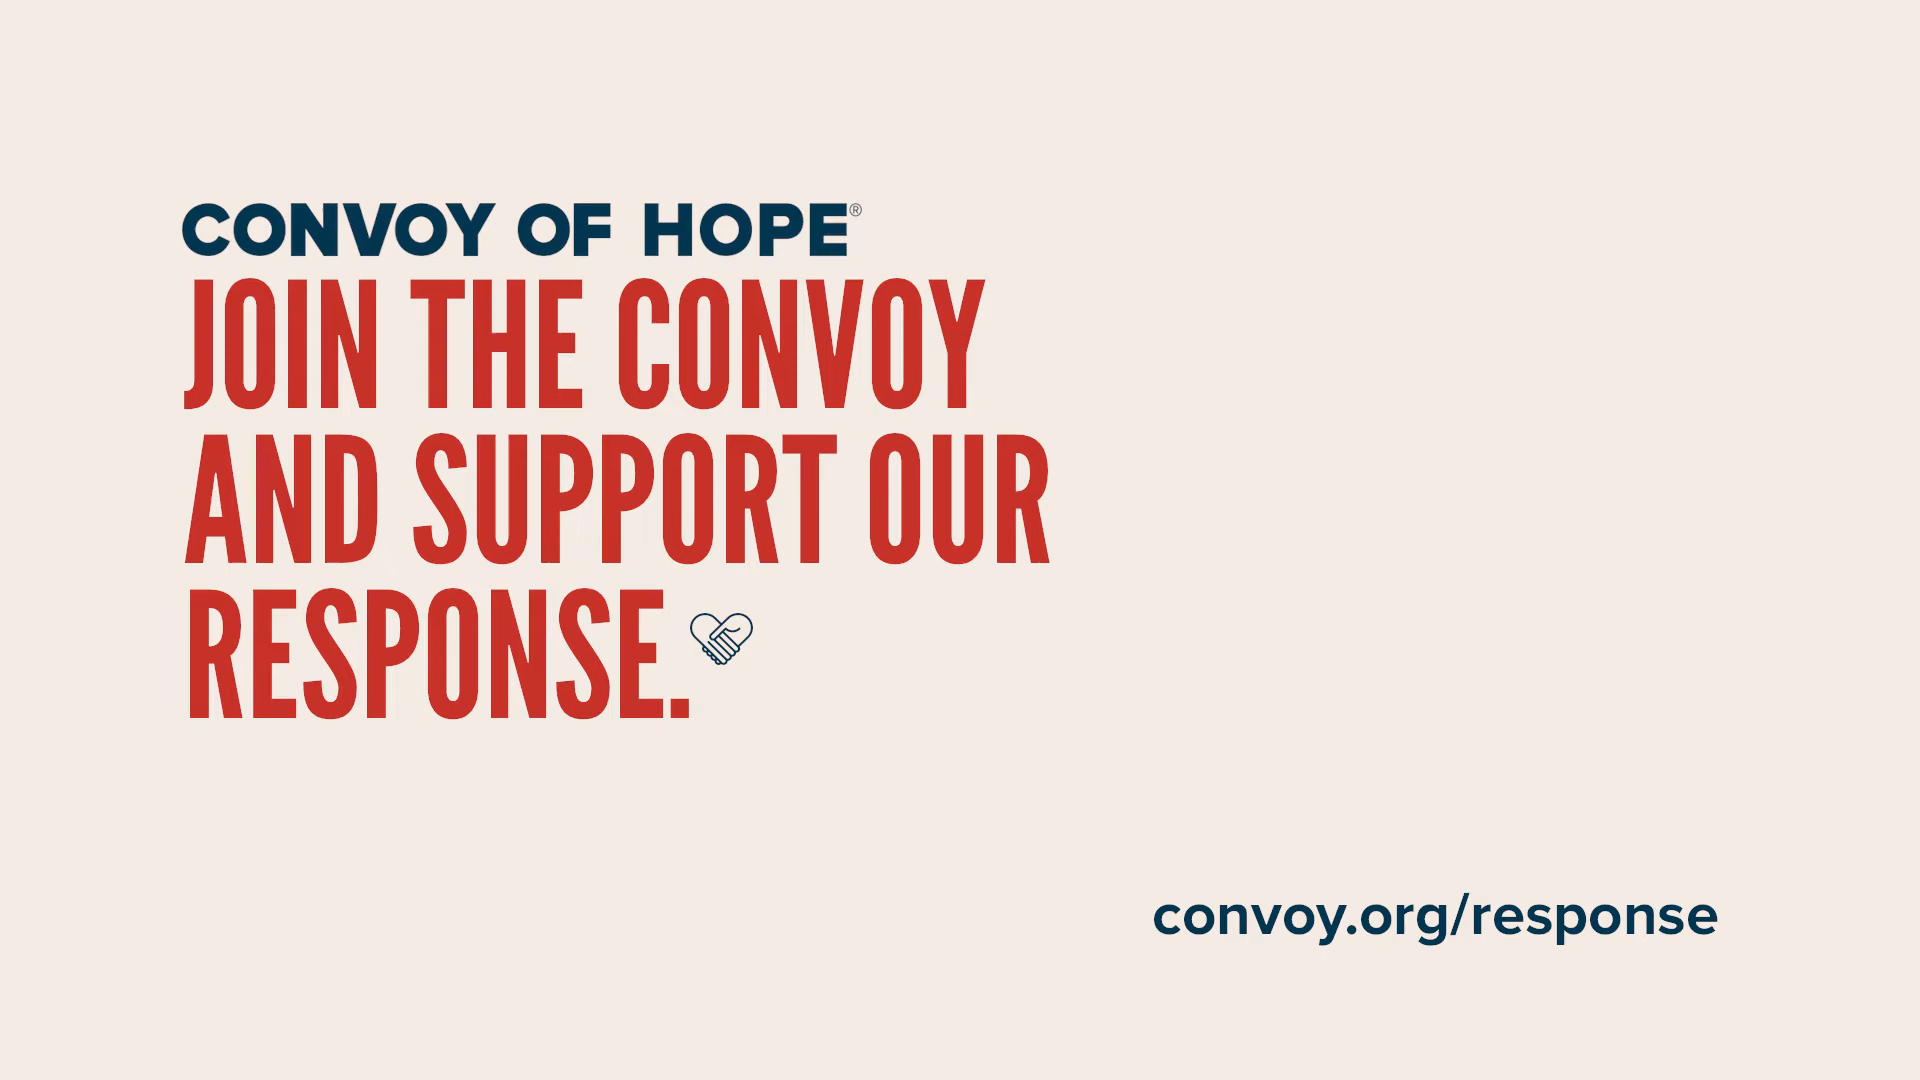 CONVOY OF HOPE®
JOIN THE CONVOY
AND SUPPORT OUR
RESPONSE.
convoy.org/response